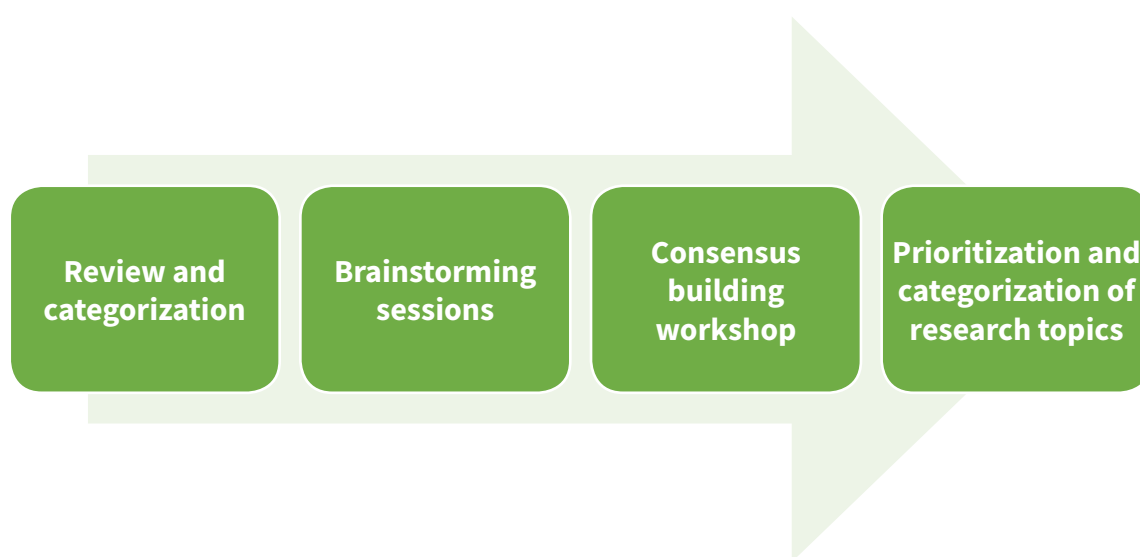 Review and
categorization
Brainstorming
sessions
Consensus
building
workshop
Prioritization and
categorization of
research topics